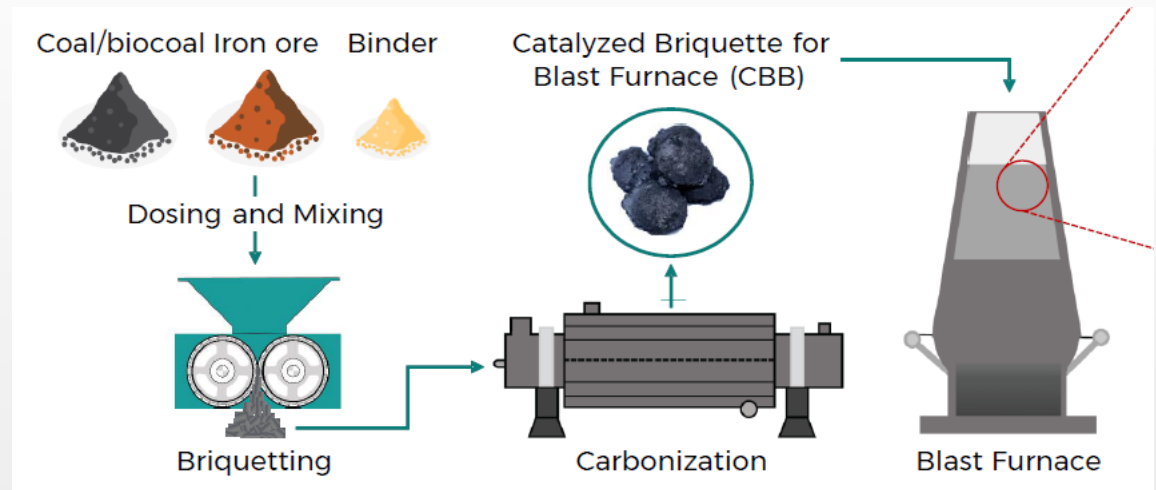 Coal/biocoal Iron ore Binder
Catalyzed Briquette for
Blast Furnace (CBB)
Dosing and Mixing
Briquetting
Carbonization
Blast Furnace